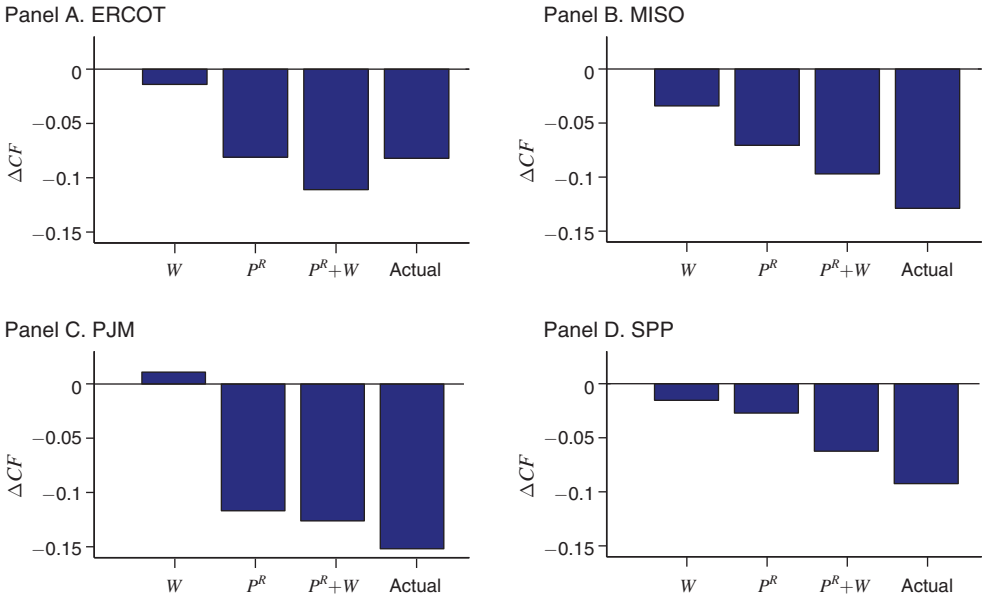 Panel A. ERCOT
0
−0.05
−0.1
−0.15
ΔCF
W
P^R
P^R+W
Actual
Panel B. MISO
0
−0.05
−0.1
−0.15
ΔCF
W
P^R
P^R+W
Actual
Panel C. PJM
0
−0.05
−0.1
−0.15
ΔCF
W
P^R
P^R+W
Actual
Panel D. SPP
0
−0.05
−0.1
−0.15
ΔCF
W
P^R
P^R+W
Actual